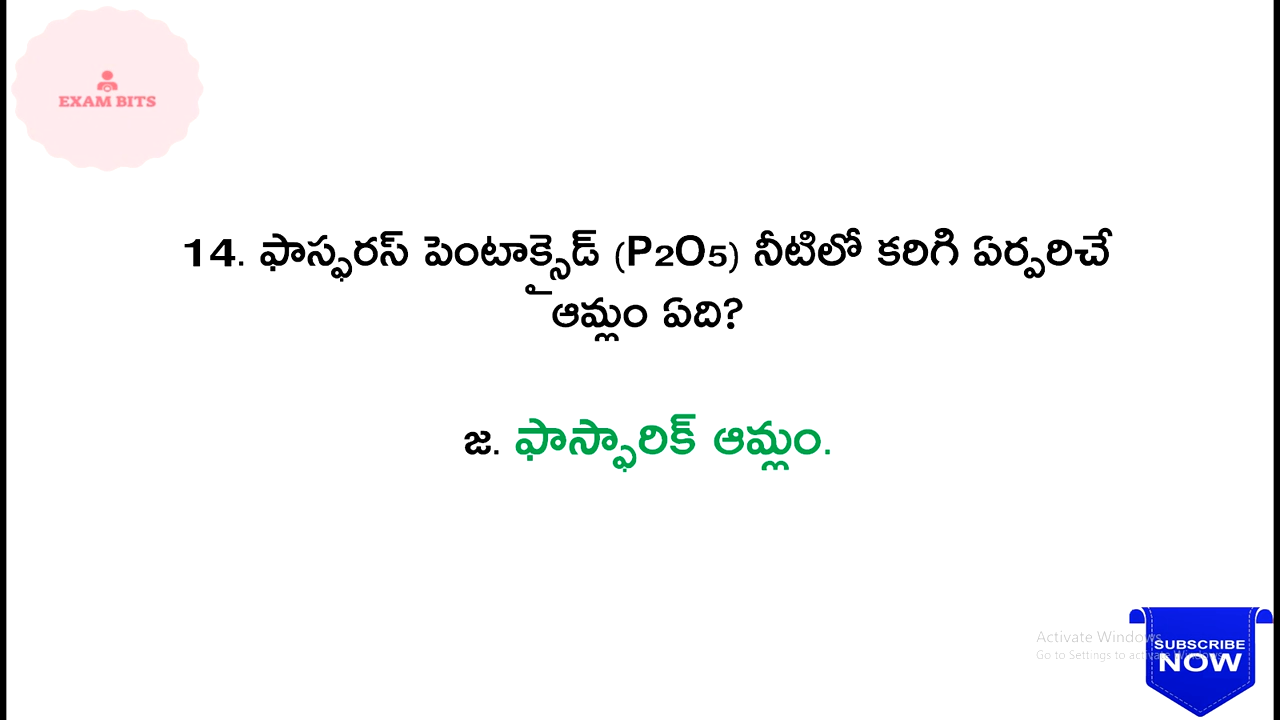 EXAM BITS
14. ఫాస్ఫరస్ పెంటాక్సైడ్ (P2O5) నీటిలో కరిగి ఏర్పరిచే
ఆమ్లం ఏది?
జ. ఫాస్ఫారిక్ ఆమ్లం.
Activate Windows
Go to Settings to activate Windows.
SUBSCRIBE
NOW